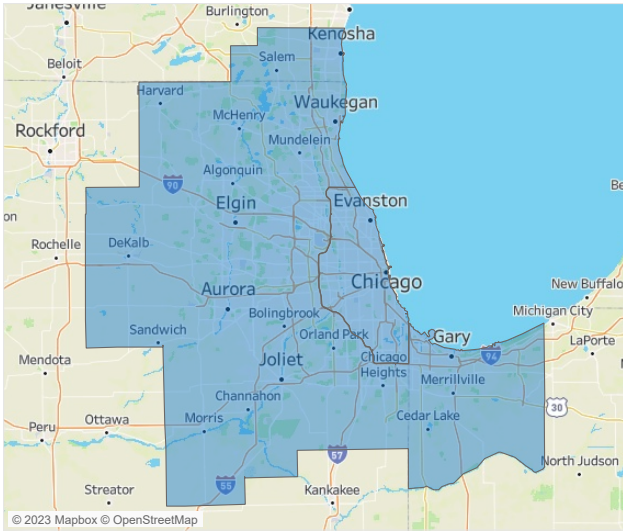 Janesville
Burlington
Kenosha
Beloit
Salem
Harvard
Waukegan
McHenry
Rockford
Mundelein
Algonquin
90
Be
Elgin
Evanston
on
Rochelle
DeKalb
Chicago
New Buffalo
Aurora
Michigan City
Bolingbrook
Sandwich
Orland Park
Gary
LaPorte
Mendota
Joliet
Chicago
Heights
94
Merrillville
Channahon
30
Morris
Cedar Lake
Peru
Ottawa
57
North Judson
55
Streator
Kankakee
© 2023 Mapbox © OpenStreetMap